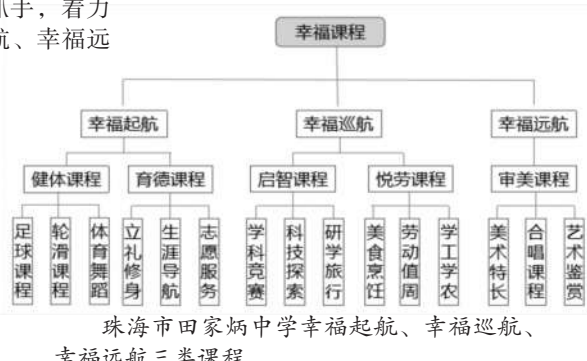 抓手，着力
航、幸福远
幸福课程
幸福起航 幸福巡航 幸福远航
健体课程 育德课程 启智课程 悦劳课程 审美课程
足球课程
轮滑课程
体育舞蹈
立礼修身
生涯导航
志愿服务
学科竞赛
科技探索
研学旅行
美食烹饪
劳动值周
学工学农
美术特长
合唱课程
艺术鉴赏
珠海市田家炳中学幸福起航、幸福巡航、
幸福远航三类课程